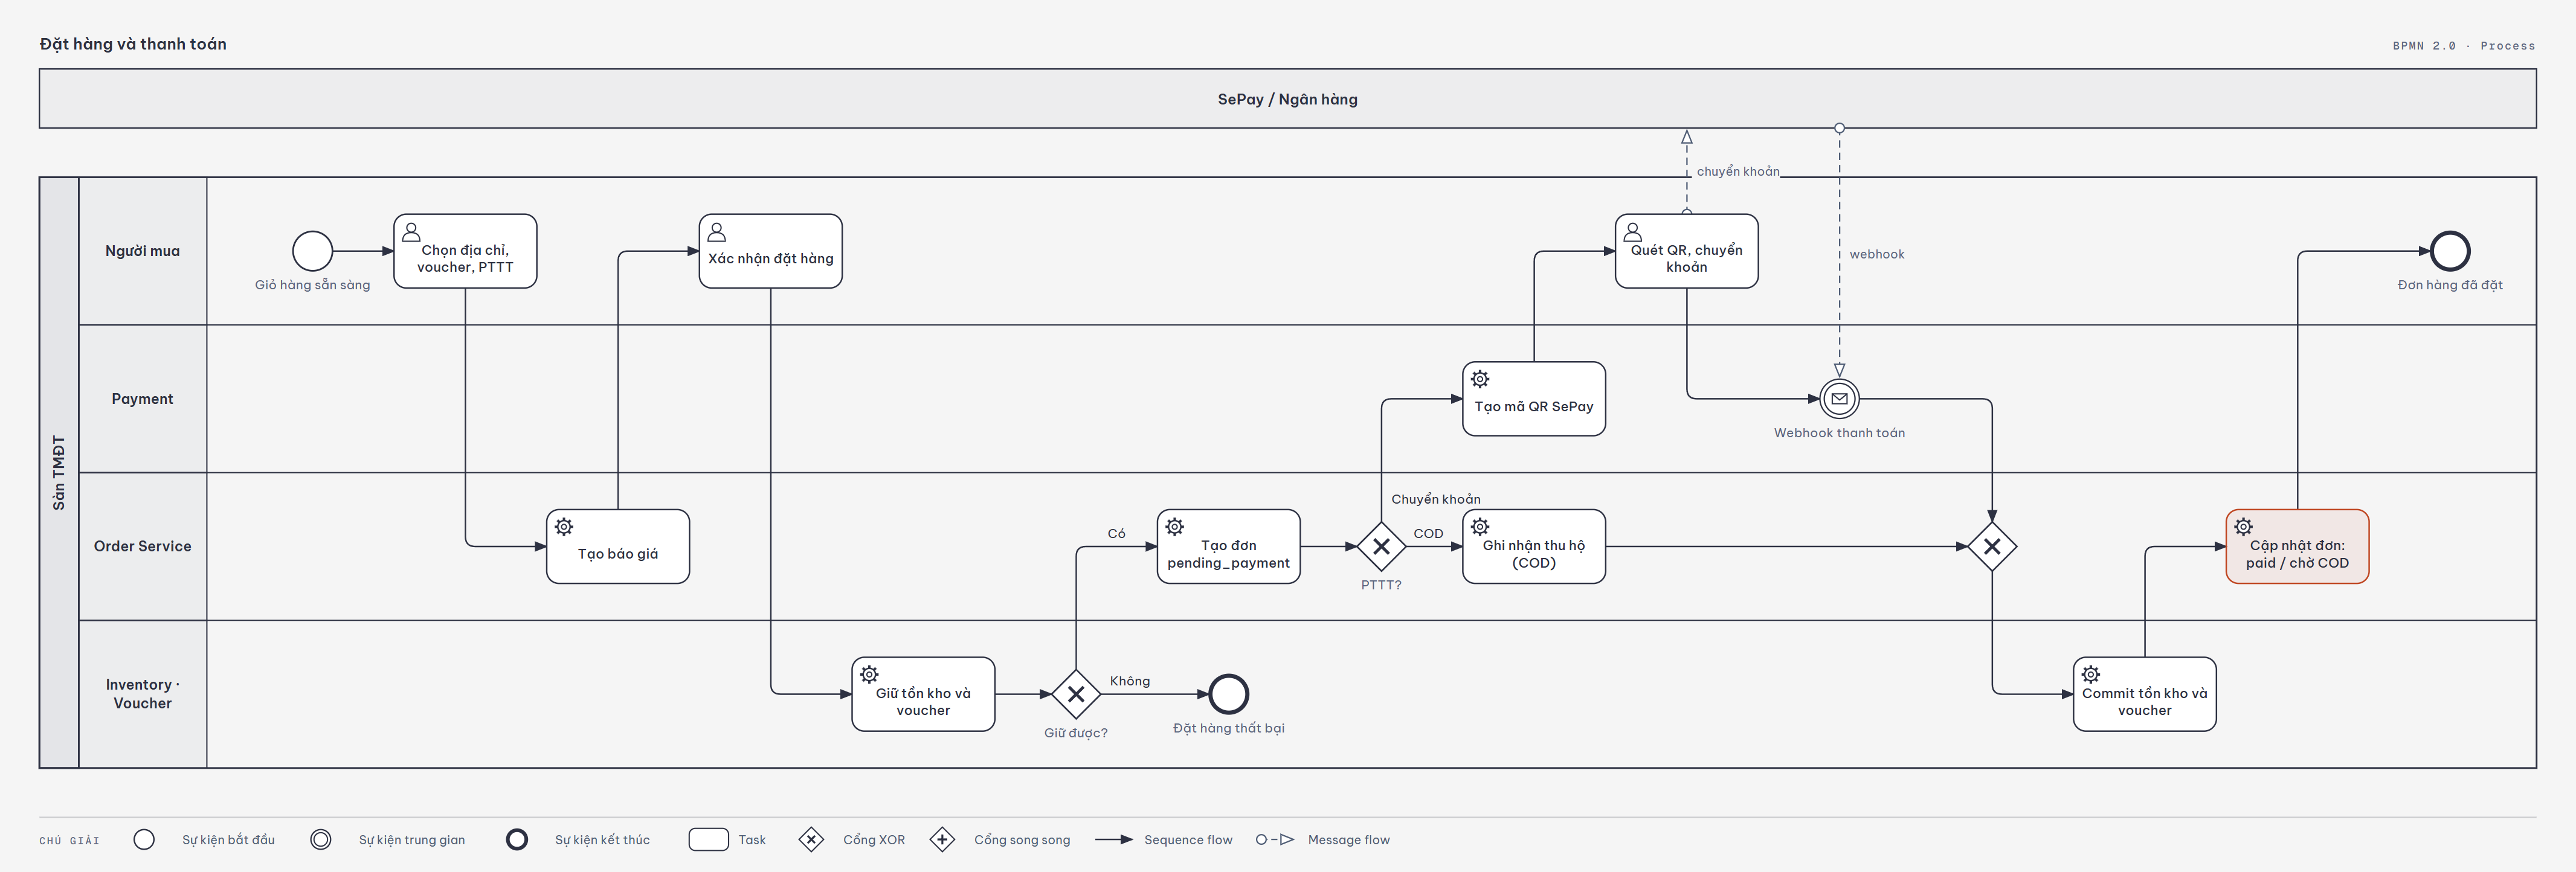 Đặt hàng và thanh toán
BPMN 2.0 · Process
SePay / Ngân hàng
chuyển khoản
webhook
Sàn TMĐT
Người mua
Giỏ hàng sẵn sàng
Chọn địa chỉ,
voucher, PTTT
Xác nhận đặt hàng
Quét QR, chuyển
khoản
Đơn hàng đã đặt
Payment
Tạo mã QR SePay
Webhook thanh toán
Order Service
Tạo báo giá
Có
Tạo đơn
pending_payment
Chuyển khoản
COD
PTTT?
Ghi nhận thu hộ
(COD)
Cập nhật đơn:
paid / chờ COD
Inventory ·
Voucher
Giữ tồn kho và
voucher
Giữ được?
Không
Đặt hàng thất bại
Commit tồn kho và
voucher
CHÚ GIẢI
Sự kiện bắt đầu
Sự kiện trung gian
Sự kiện kết thúc
Task
Cổng XOR
Cổng song song
Sequence flow
Message flow